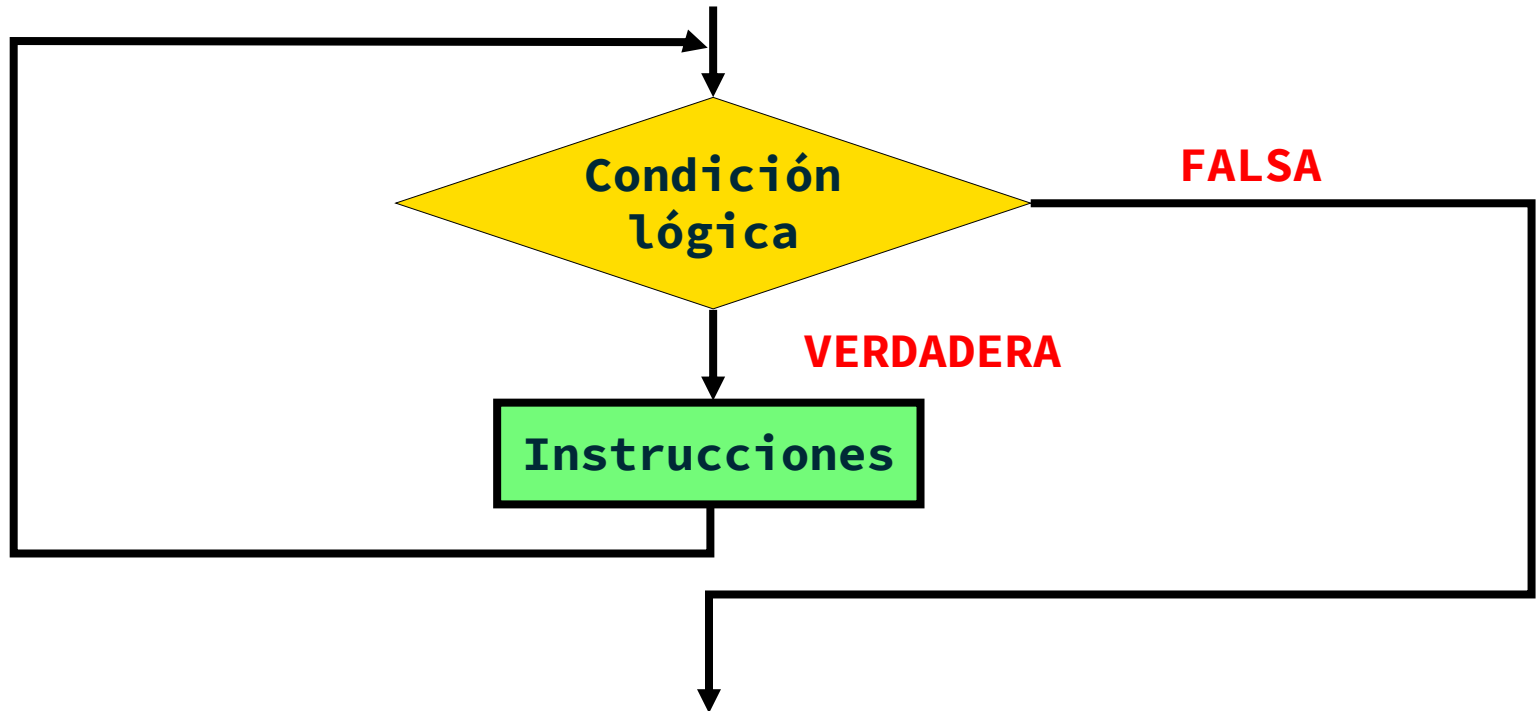 Condición
lógica
FALSA
VERDADERA
Instrucciones